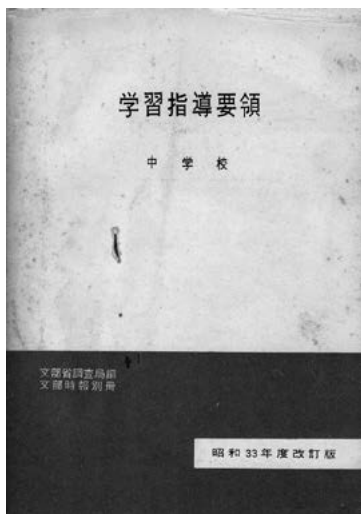 学習指導要領
中学校
文部省調査局編
文部時報別冊
昭和33年度改訂版